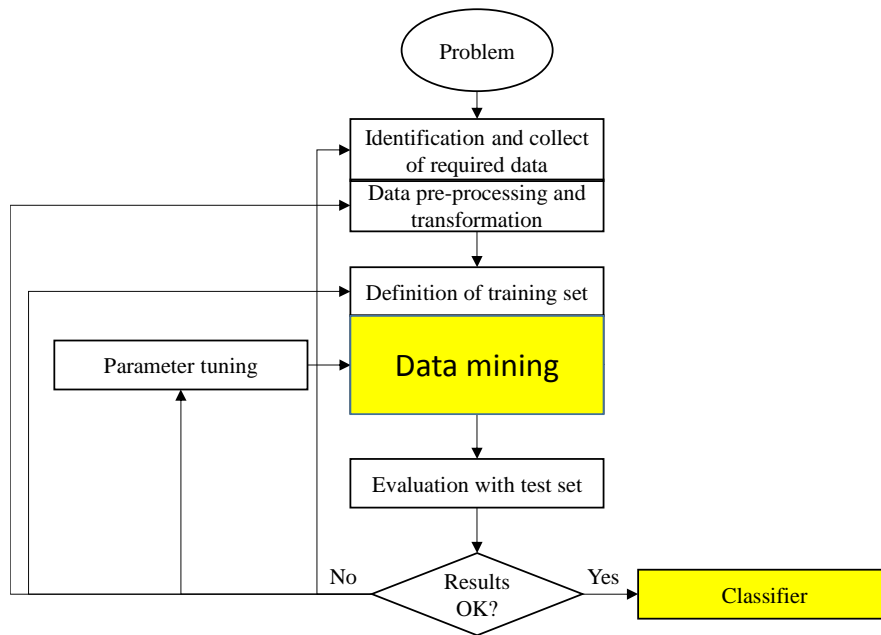 Problem
Identification and collect
of required data
Data pre-processing and
transformation
Definition of training set
Parameter tuning
Data mining
Evaluation with test set
No
Results
OK?
Yes
Classifier